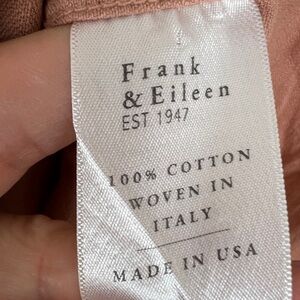 Frank
& Eileen
EST 1947
100% COTTON
WOVEN IN
ITALY
MADE IN USA